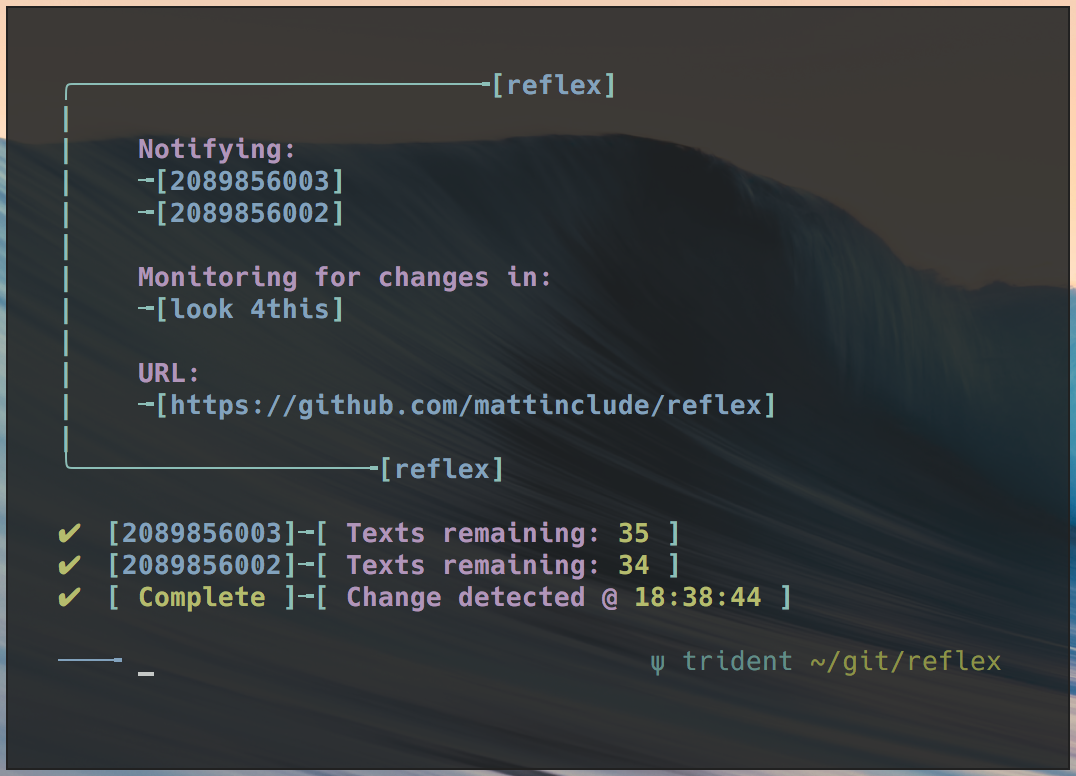 [reflex]
Notifying:
[2089856003]
[2089856002]
Monitoring for changes in:
[look 4this]
URL:
[https://github.com/mattinclude/reflex]
[reflex]
✔ [2089856003]-[ Texts remaining: 35 ]
✔ [2089856002]-[ Texts remaining: 34 ]
✔ [ Complete ]-[ Change detected @ 18:38:44 ]
ψ trident ~/git/reflex